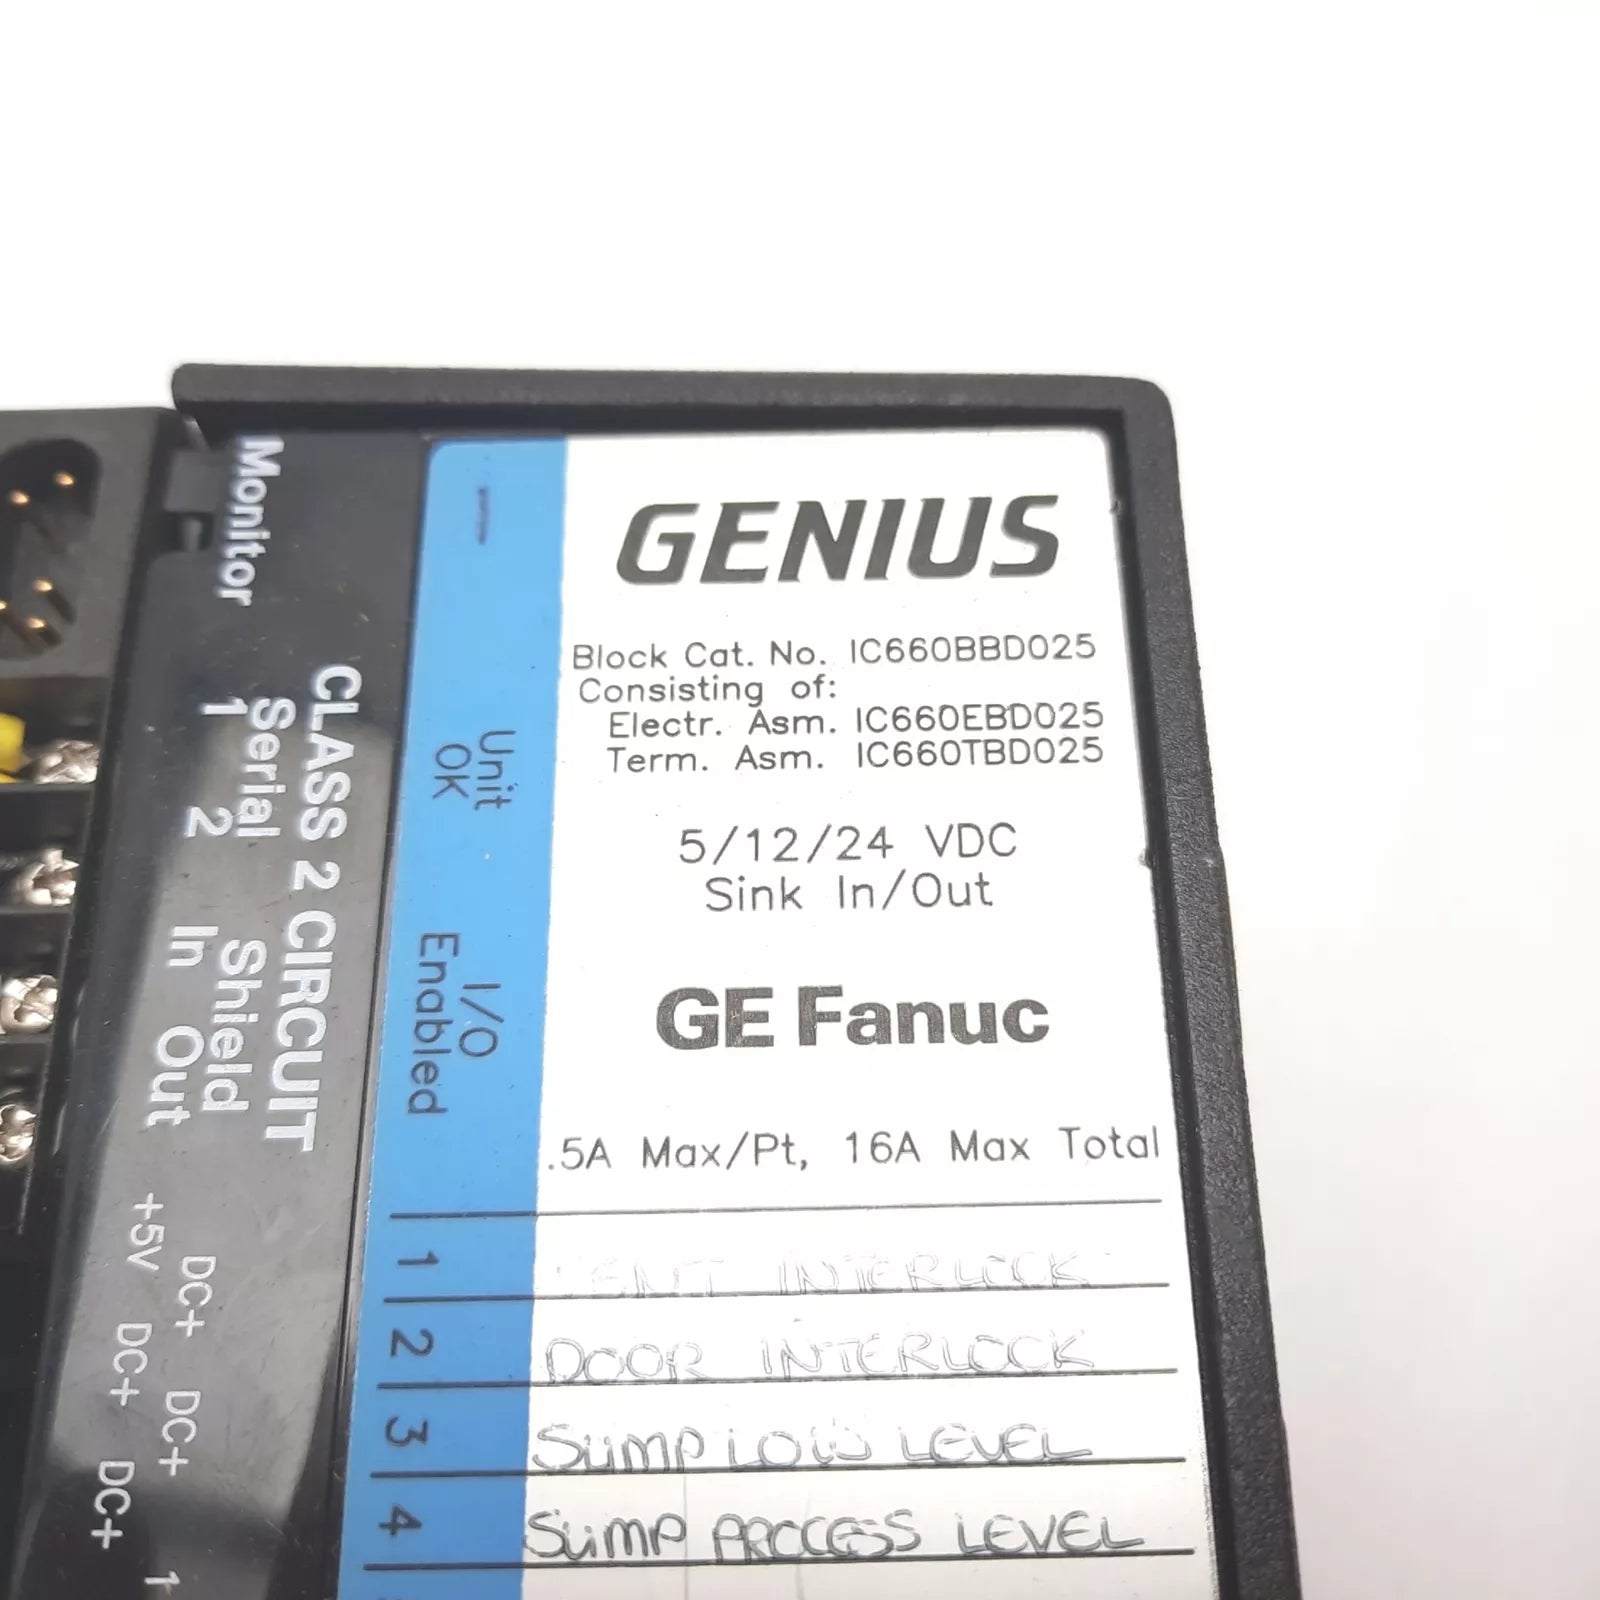 GENIUS
Block Cat. No. IC660BBD025
Consisting of:
Electr. Asm. IC660EBD025
Term. Asm. IC660TBD025
5/12/24 VDC
Sink In/Out
GE Fanuc
.5A Max/Pt, 16A Max Total
1 INTERLOCK
2 DOOR INTERLOCK
3 SUMP LOW LEVEL
4 SUMP PROCESS LEVEL
Unit
OK
I/O
Enabled
Monitor
CLASS 2 CIRCUIT
Serial Shield
1 2 In Out
DC+ DC+
+5V DC+ DC+
1